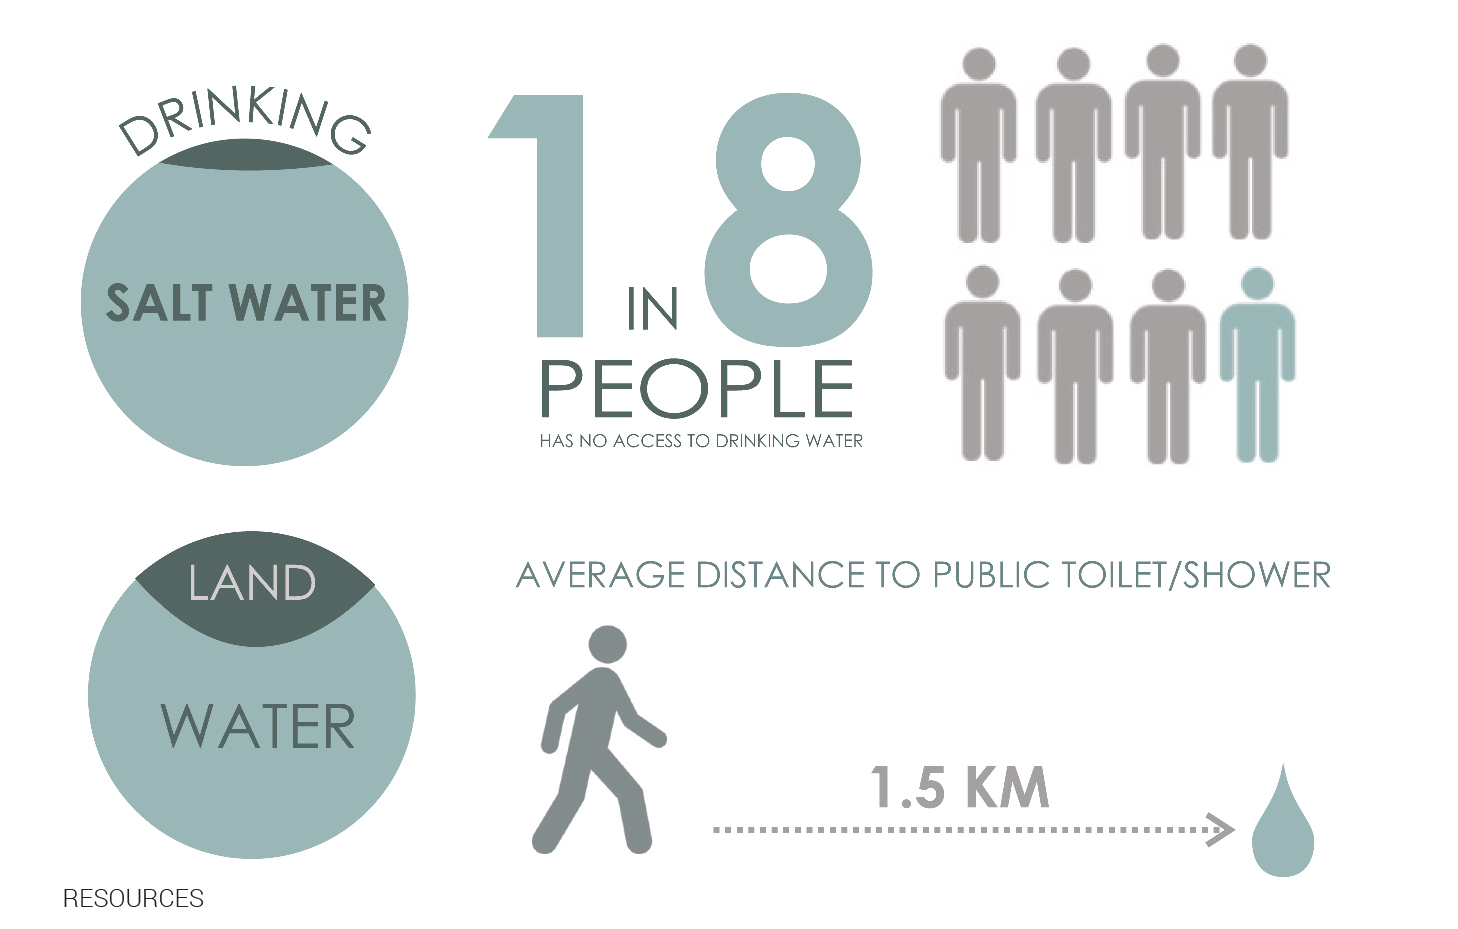 DRINKING
SALT WATER
1 IN 8
PEOPLE
HAS NO ACCESS TO DRINKING WATER
LAND
WATER
AVERAGE DISTANCE TO PUBLIC TOILET/SHOWER
1.5 KM
RESOURCES